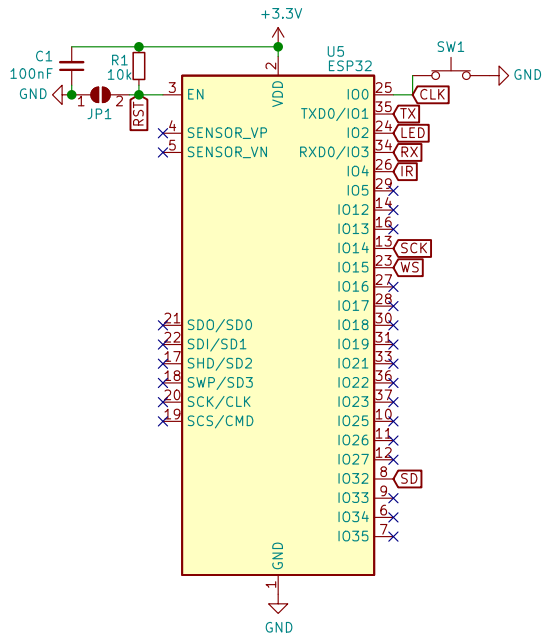 +3.3V
C1
100nF
R1
10k
GND
1
2
JP1
RST
U5
ESP32
SW1
GND
2
VDD
3 EN
4 SENSOR_VP
5 SENSOR_VN
21 SDO/SD0
22 SDI/SD1
17 SHD/SD2
18 SWP/SD3
20 SCK/CLK
19 SCS/CMD
IO0 25 CLK
TXD0/IO1 35 TX
IO2 24 LED
RXD0/IO3 34 RX
IO4 26 IR
IO5 29
IO12 14
IO13 16
IO14 13 SCK
IO15 23 WS
IO16 27
IO17 28
IO18 30
IO19 31
IO21 33
IO22 36
IO23 37
IO25 10
IO26 11
IO27 12
IO32 8 SD
IO33 9
IO34 6
IO35 7
GND
1
GND